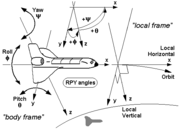 Yaw
Ψ
+Ψ
x
+θ
"local frame"
Roll
ϕ
x
Local
Horizontal
Orbit
Pitch
θ
RPY angles
y
z
y
z
Local
Vertical
"body frame"